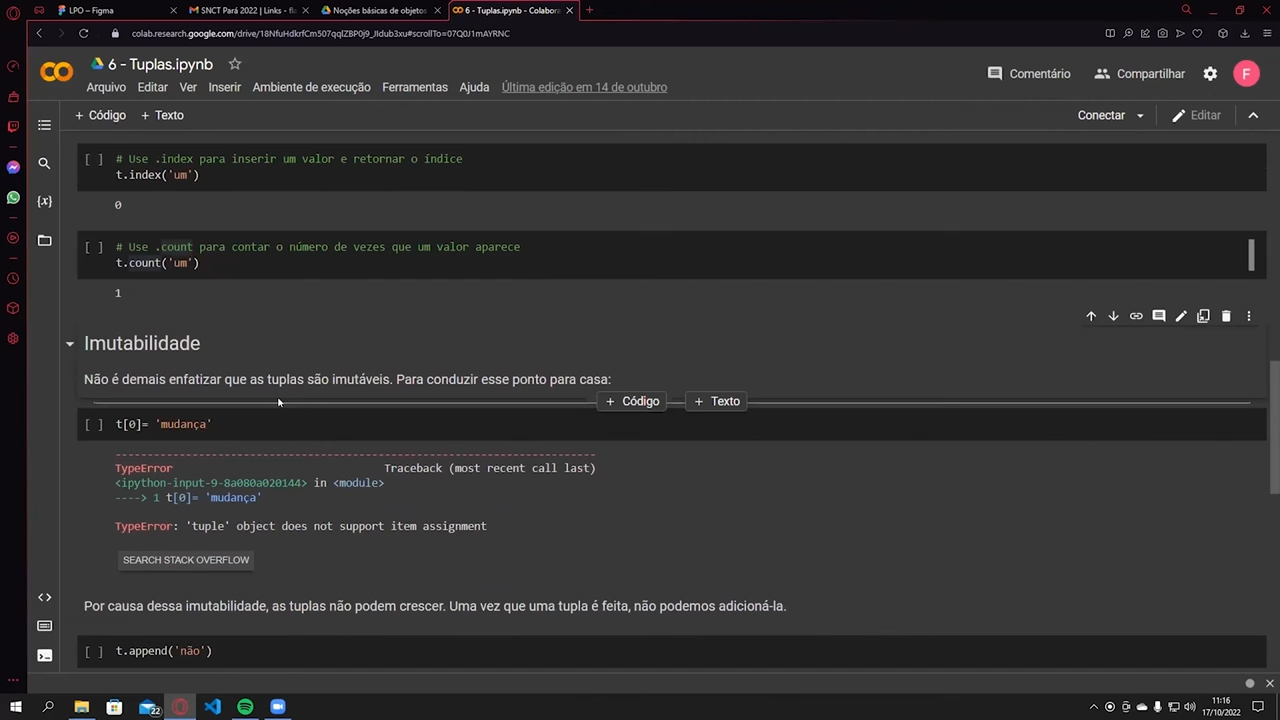 LPO – Figma
SNCT Pará 2022 | Links - fla
Noções básicas de objetos
6 - Tuplas.ipynb - Colabora
colab.research.google.com/drive/18NfuHdkrfCm507qqlZBP0j9_JIdub3xu#scrollTo=07Q0J1mAYRNC
6 - Tuplas.ipynb
Comentário
Compartilhar
F
Arquivo Editar Ver Inserir Ambiente de execução Ferramentas Ajuda Última edição em 14 de outubro
+ Código + Texto
Conectar
Editar
[ ] # Use .index para inserir um valor e retornar o índice
t.index('um')
0
[ ] # Use .count para contar o número de vezes que um valor aparece
t.count('um')
1
Imutabilidade
Não é demais enfatizar que as tuplas são imutáveis. Para conduzir esse ponto para casa:
+ Código + Texto
[ ] t[0]= 'mudança'
---------------------------------------------------------------------------
TypeError Traceback (most recent call last)
<ipython-input-9-8a080a020144> in <module>
----> 1 t[0]= 'mudança'
TypeError: 'tuple' object does not support item assignment
SEARCH STACK OVERFLOW
Por causa dessa imutabilidade, as tuplas não podem crescer. Uma vez que uma tupla é feita, não podemos adicioná-la.
[ ] t.append('não')
22
11:16
17/10/2022